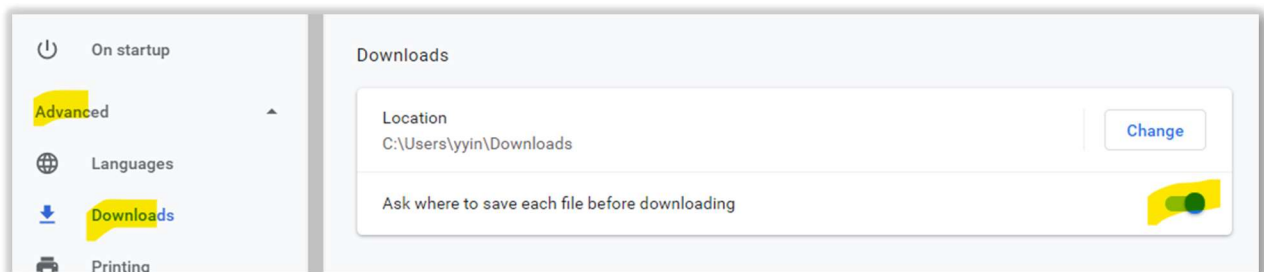 On startup
Advanced
Languages
Downloads
Printing
Downloads
Location
C:\Users\yyin\Downloads
Change
Ask where to save each file before downloading